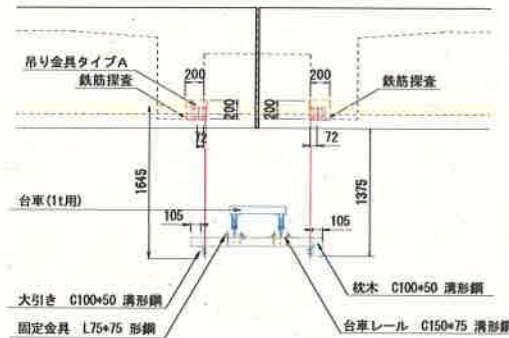 吊り金具タイプA
200
200
鉄筋探査
鉄筋探査
200
200
72
72
1645
1375
台車(1t用)
105
105
大引き C100*50 溝形鋼
枕木 C100*50 溝形鋼
固定金具 L75*75 形鋼
台車レール C150*75 溝形鋼